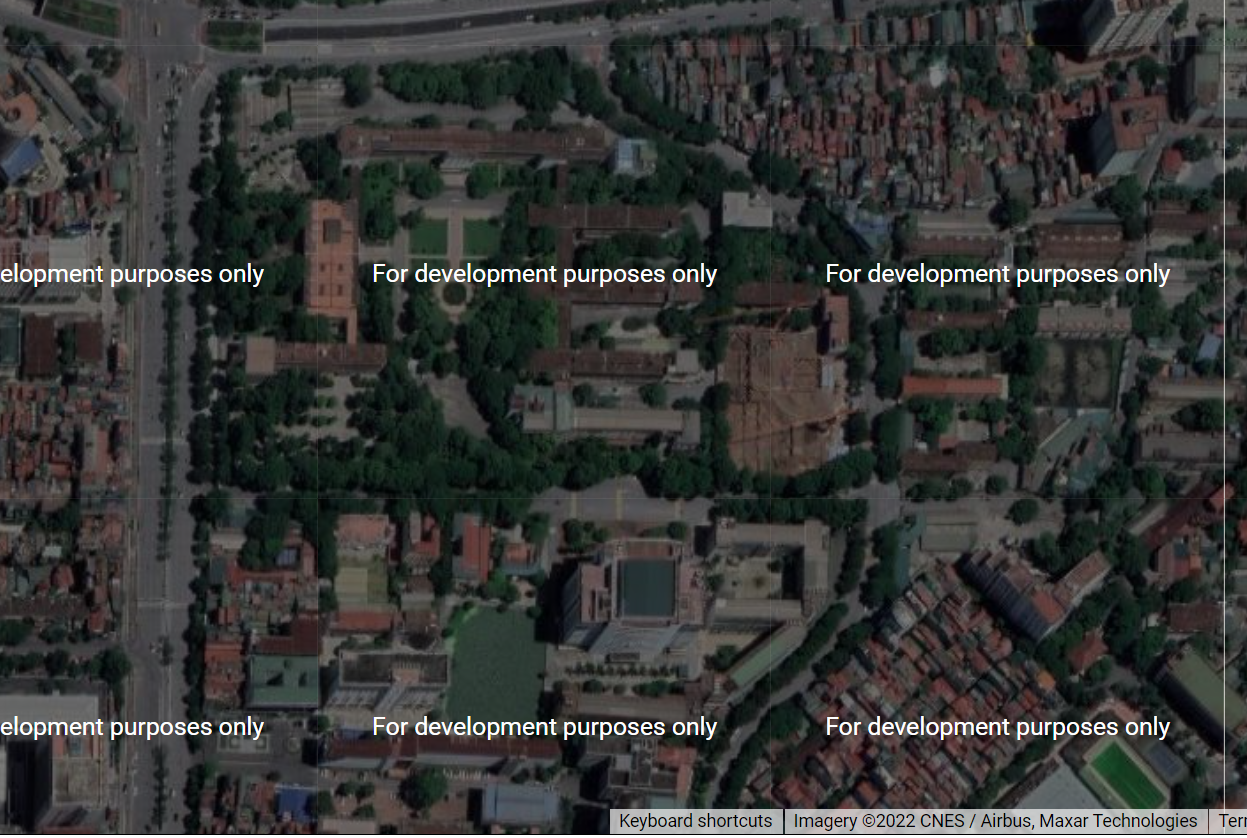 elopment purposes only
For development purposes only
For development purposes only
elopment purposes only
For development purposes only
For development purposes only
Keyboard shortcuts
Imagery ©2022 CNES / Airbus, Maxar Technologies
Terr